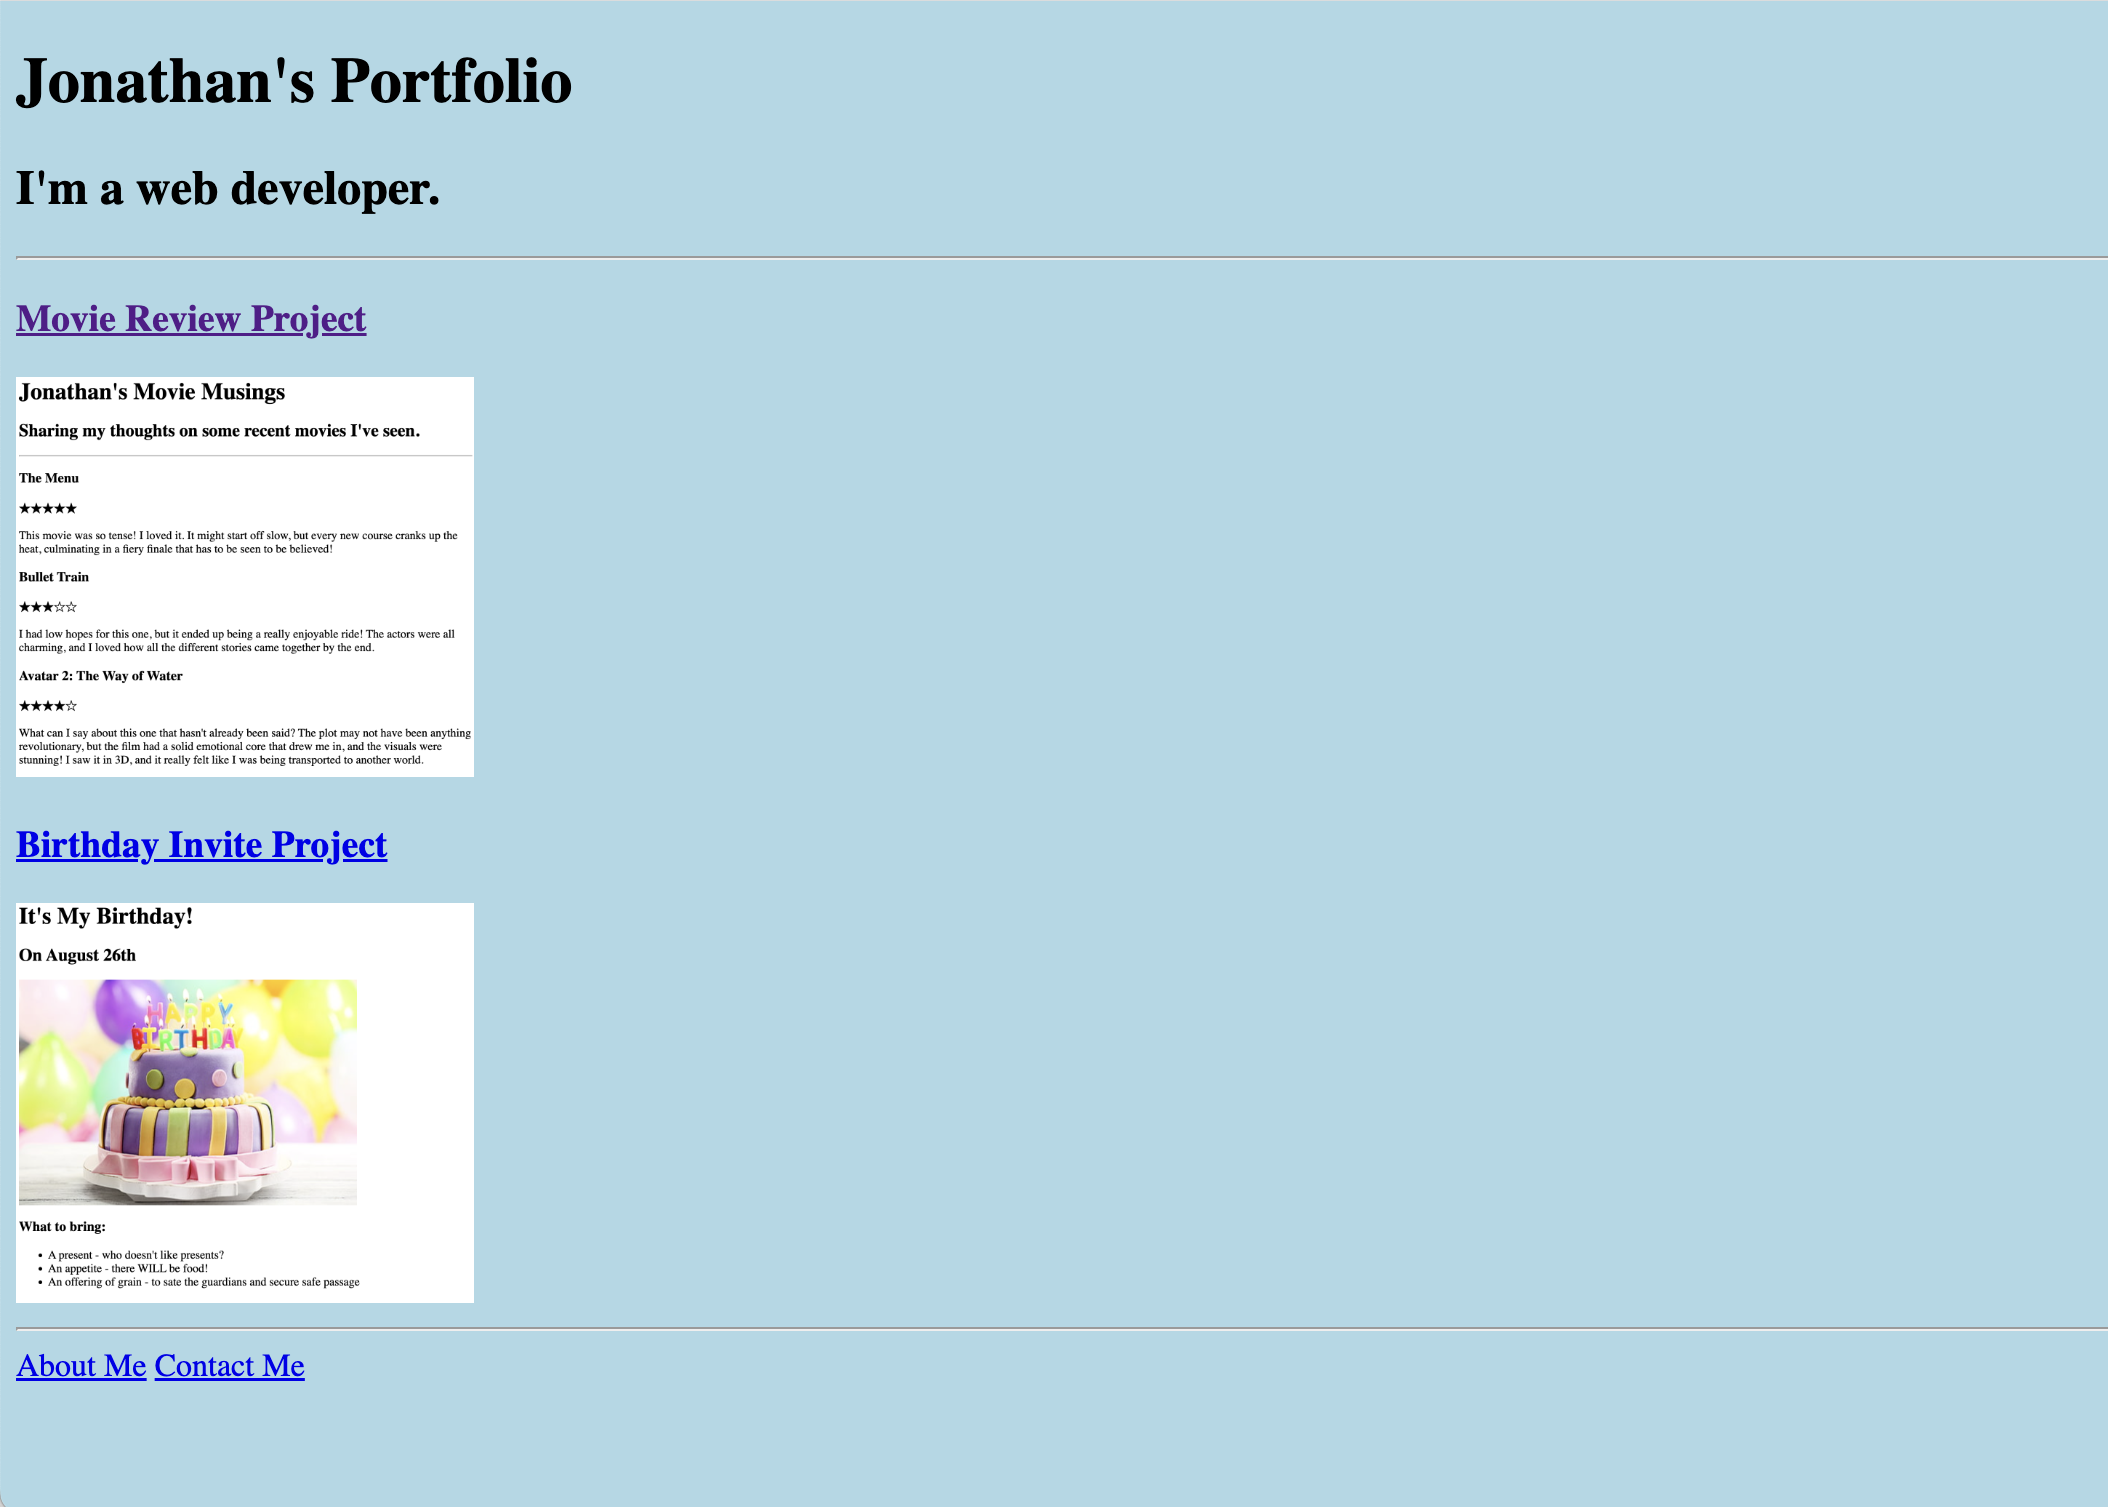 Jonathan's Portfolio
I'm a web developer.
Movie Review Project
Jonathan's Movie Musings
Sharing my thoughts on some recent movies I've seen.
The Menu
★★★★★
This movie was so tense! I loved it. It might start off slow, but every new course cranks up the
heat, culminating in a fiery finale that has to be seen to be believed!
Bullet Train
★★★☆☆
I had low hopes for this one, but it ended up being a really enjoyable ride! The actors were all
charming, and I loved how all the different stories came together by the end.
Avatar 2: The Way of Water
★★★★☆
What can I say about this one that hasn't already been said? The plot may not have been anything
revolutionary, but the film had a solid emotional core that drew me in, and the visuals were
stunning! I saw it in 3D, and it really felt like I was being transported to another world.
Birthday Invite Project
It's My Birthday!
On August 26th
HAPPY
BIRTHDAY
What to bring:
• A present - who doesn't like presents?
• An appetite - there WILL be food!
• An offering of grain - to sate the guardians and secure safe passage
About Me Contact Me